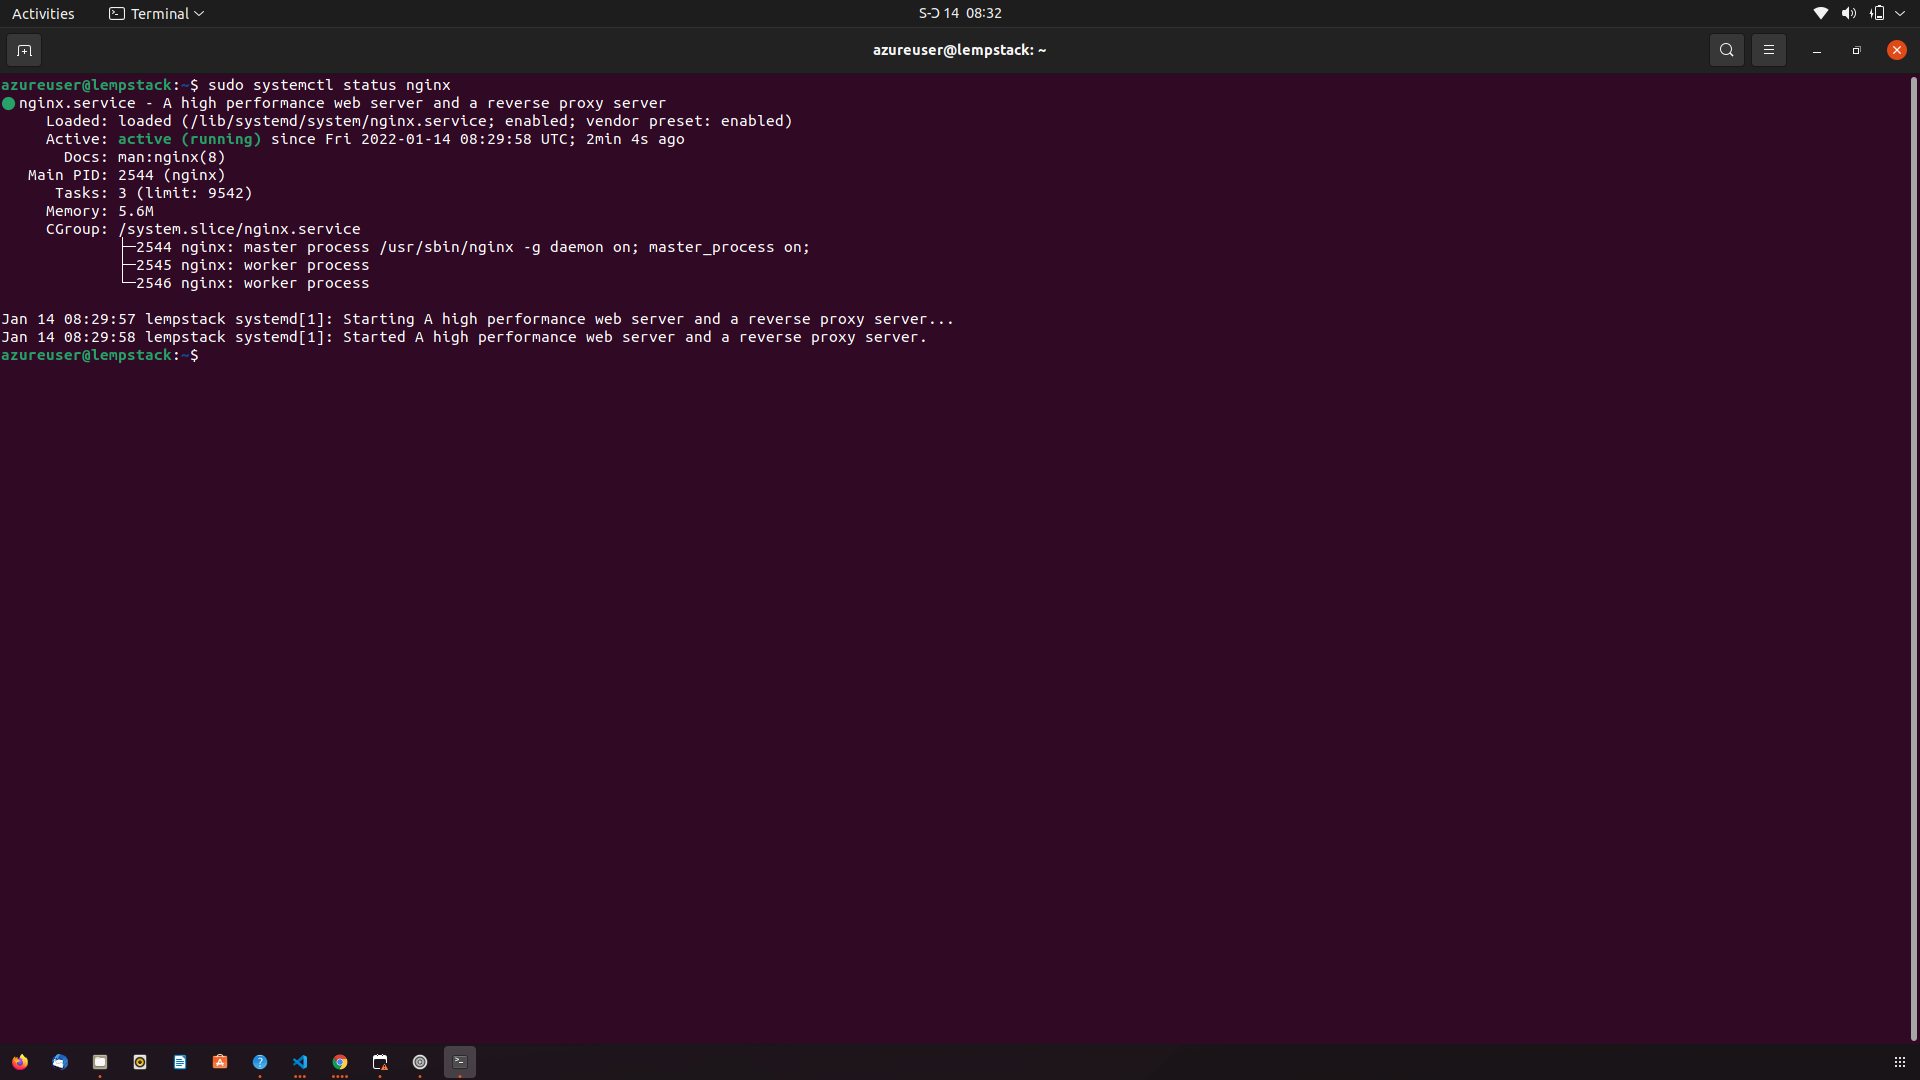 Activities Terminal S-Ɔ 14 08:32
azureuser@lempstack: ~
azureuser@lempstack:~$ sudo systemctl status nginx
● nginx.service - A high performance web server and a reverse proxy server
     Loaded: loaded (/lib/systemd/system/nginx.service; enabled; vendor preset: enabled)
     Active: active (running) since Fri 2022-01-14 08:29:58 UTC; 2min 4s ago
       Docs: man:nginx(8)
   Main PID: 2544 (nginx)
      Tasks: 3 (limit: 9542)
     Memory: 5.6M
     CGroup: /system.slice/nginx.service
             ├─2544 nginx: master process /usr/sbin/nginx -g daemon on; master_process on;
             ├─2545 nginx: worker process
             └─2546 nginx: worker process
Jan 14 08:29:57 lempstack systemd[1]: Starting A high performance web server and a reverse proxy server...
Jan 14 08:29:58 lempstack systemd[1]: Started A high performance web server and a reverse proxy server.
azureuser@lempstack:~$